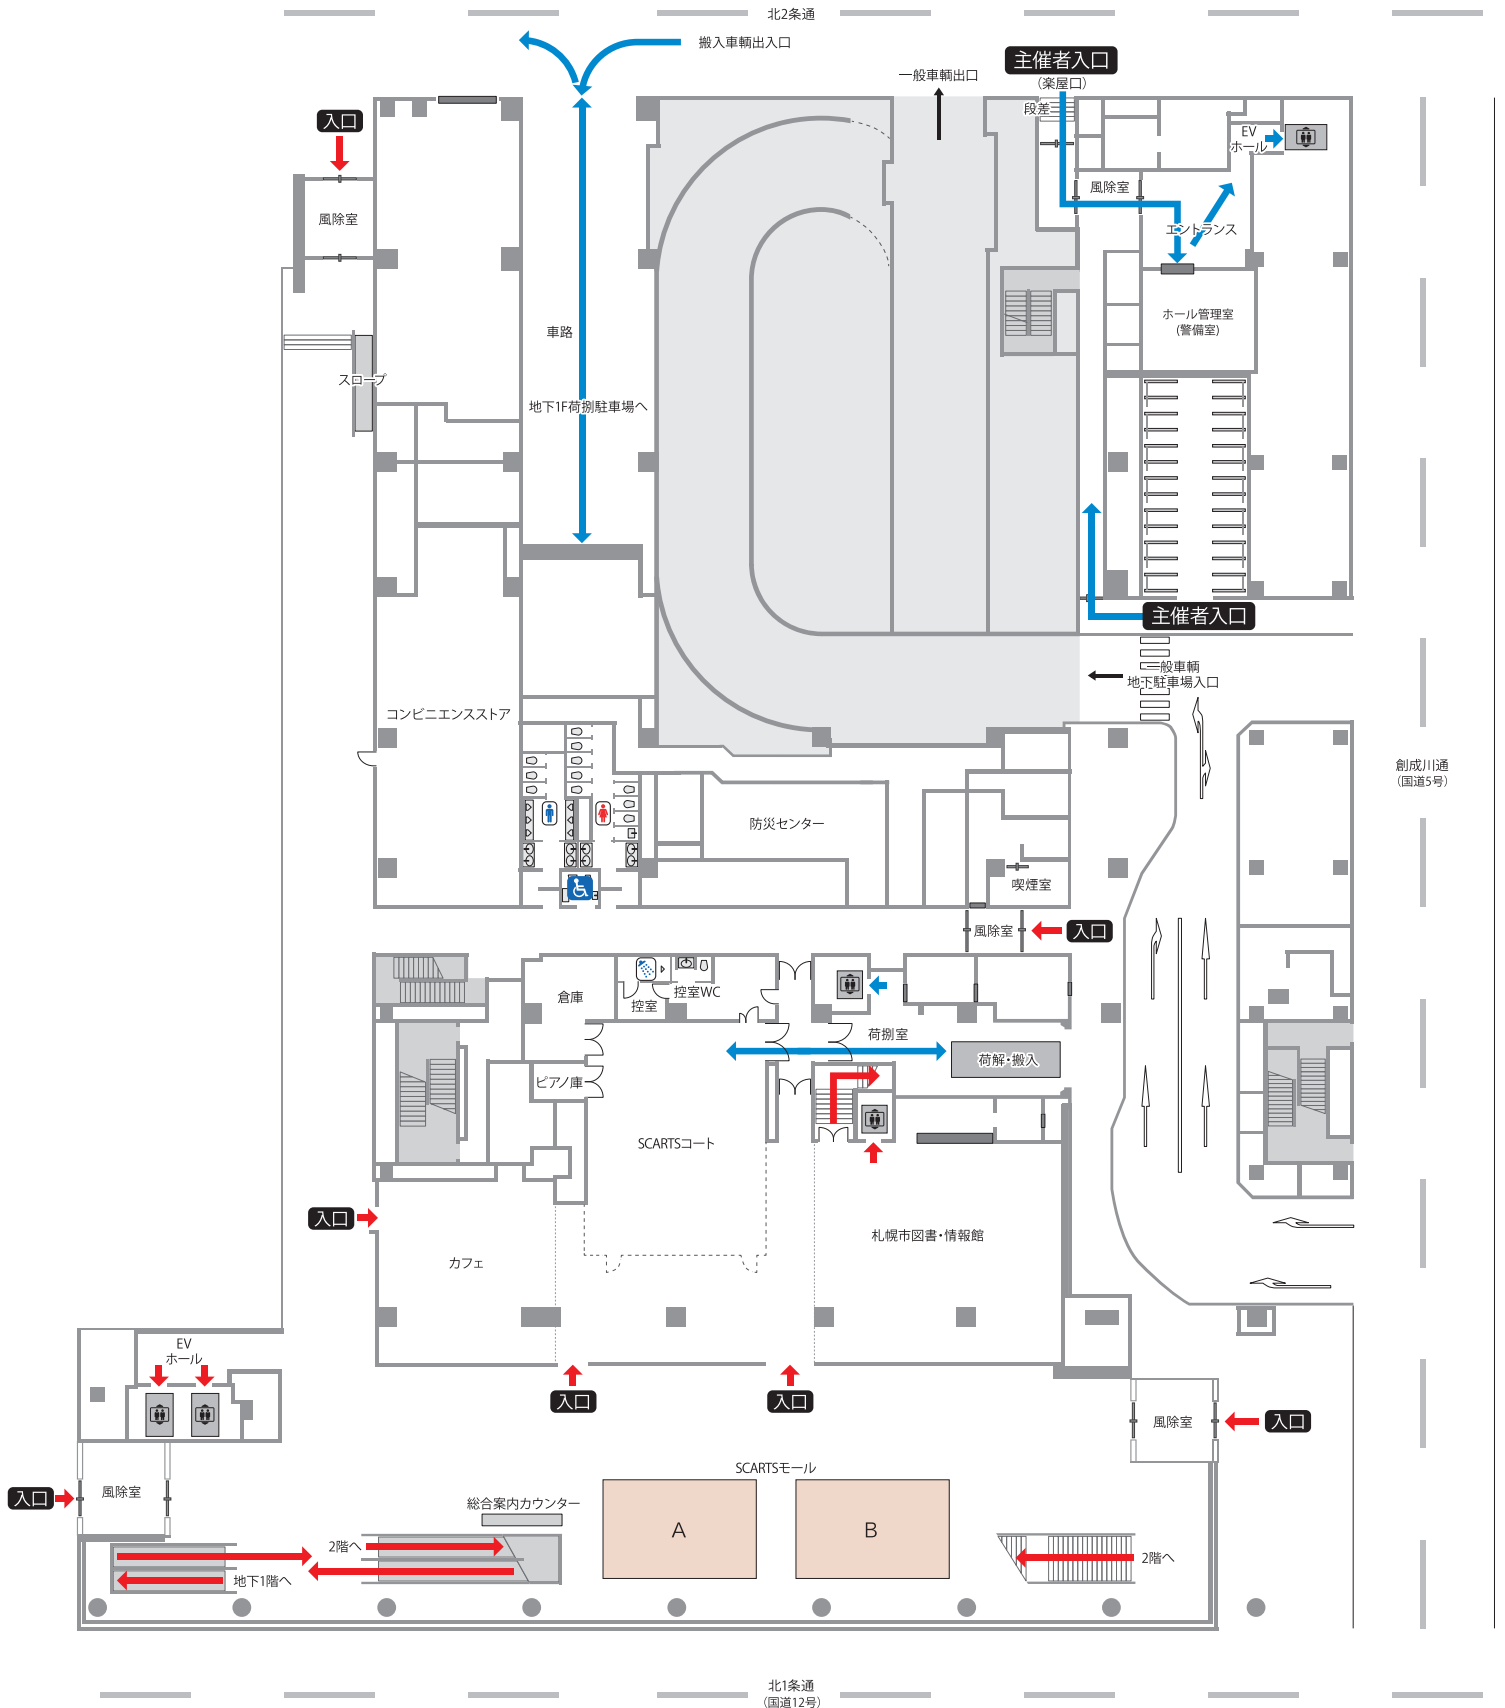 北2条通
搬入車輌出入口
主催者入口
(楽屋口)
一般車輌出口
段差
入口
EV
ホール
風除室
風除室
エントランス
ホール管理室
(警備室)
車路
スロープ
地下1F荷捌駐車場へ
主催者入口
一般車輌
地下駐車場入口
コンビニエンスストア
創成川通
(国道5号)
防災センター
喫煙室
風除室
入口
倉庫
控室
控室WC
荷捌室
荷解・搬入
ピアノ庫
SCARTSコート
入口
札幌市図書・情報館
カフェ
EV
ホール
入口
入口
風除室
入口
SCARTSモール
風除室
入口
総合案内カウンター
A
B
2階へ
2階へ
地下1階へ
北1条通
(国道12号)